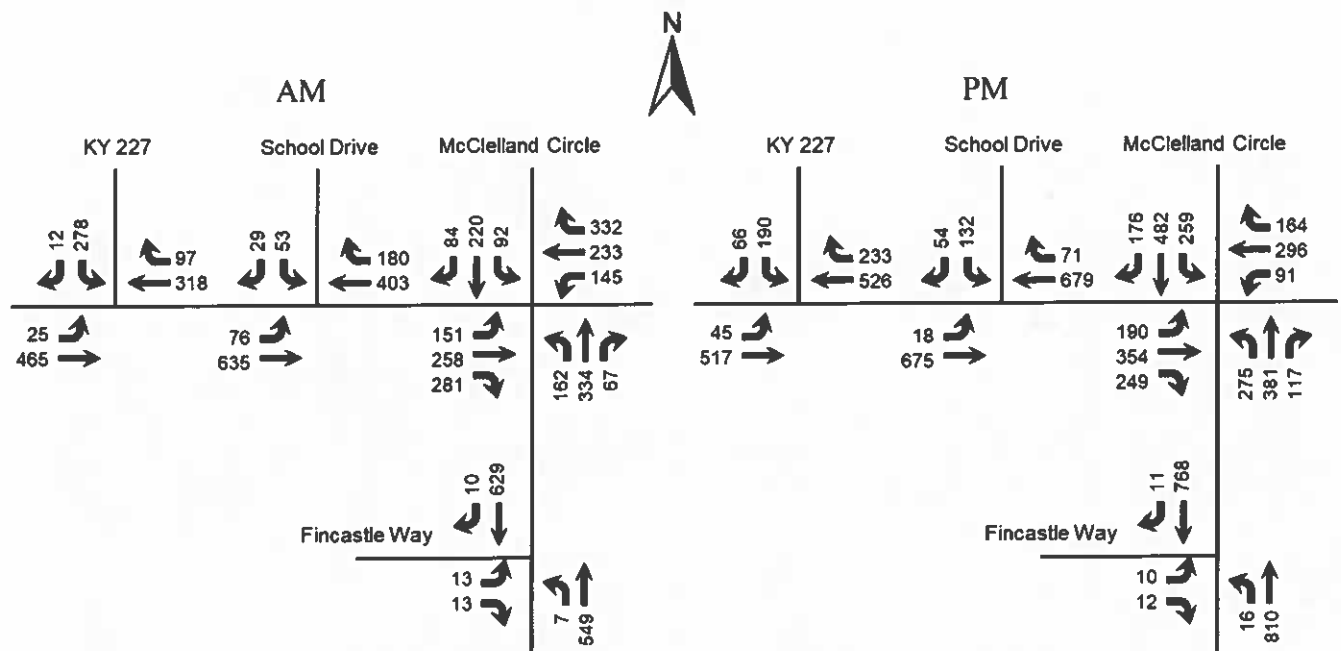 N
AM
PM
KY 227 School Drive McClelland Circle
KY 227 School Drive McClelland Circle
12 278 97 318
29 53 180 403
84 220 92 332 233 145
25 465
76 635
151 258 281
162 334 67
10 629
Fincastle Way
13
13
7 549
66 190 233 526
54 132 71 679
176 482 259 164 296 91
45 517
18 675
190 354 249
275 381 117
11 768
Fincastle Way
10
12
16 810